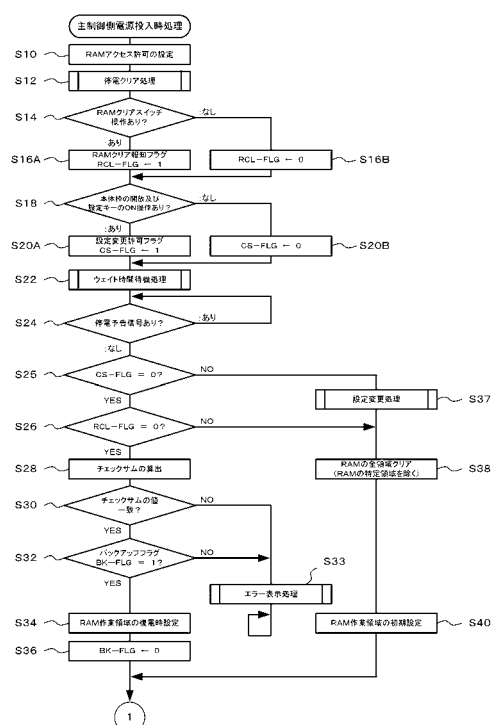 主制御側電源投入時処理
S10
RAMアクセス許可の設定
S12
停電クリア処理
S14
RAMクリアスイッチ
操作あり?
:なし
:あり
S16A
RAMクリア報知フラグ
RCL-FLG ← 1
RCL-FLG ← 0
S16B
S18
本体枠の開放及び
設定キーのON操作あり?
:なし
:あり
S20A
設定変更許可フラグ
CS-FLG ← 1
CS-FLG ← 0
S20B
S22
ウェイト時間待機処理
S24
停電予告信号あり?
:あり
:なし
S25
CS-FLG = 0?
NO
YES
設定変更処理
S37
S26
RCL-FLG = 0?
NO
YES
S28
チェックサムの算出
RAMの全領域クリア
(RAMの特定領域を除く)
S38
S30
チェックサムの値
一致?
NO
YES
S32
バックアップフラグ
BK-FLG = 1?
NO
YES
S33
エラー表示処理
S34
RAM作業領域の復電時設定
RAM作業領域の初期設定
S40
S36
BK-FLG ← 0
1